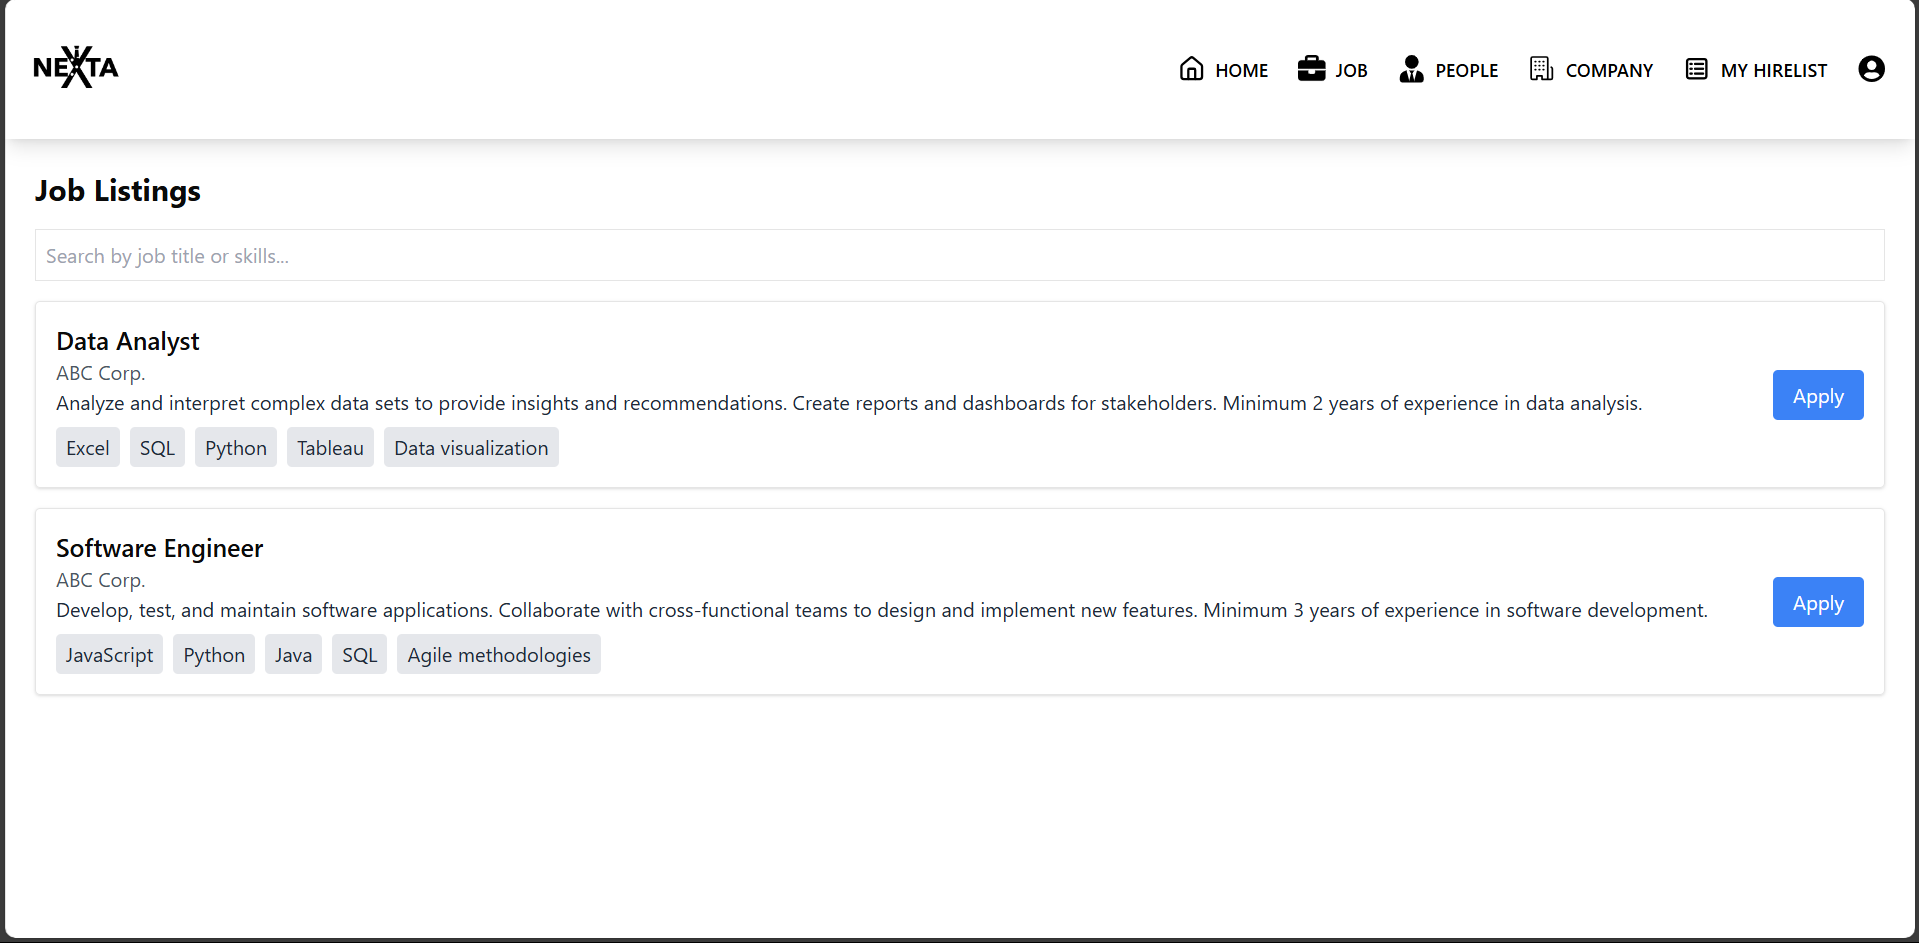 NEXTA
HOME
JOB
PEOPLE
COMPANY
MY HIRELIST
Job Listings
Search by job title or skills...
Data Analyst
ABC Corp.
Analyze and interpret complex data sets to provide insights and recommendations. Create reports and dashboards for stakeholders. Minimum 2 years of experience in data analysis.
Excel SQL Python Tableau Data visualization
Apply
Software Engineer
ABC Corp.
Develop, test, and maintain software applications. Collaborate with cross-functional teams to design and implement new features. Minimum 3 years of experience in software development.
JavaScript Python Java SQL Agile methodologies
Apply